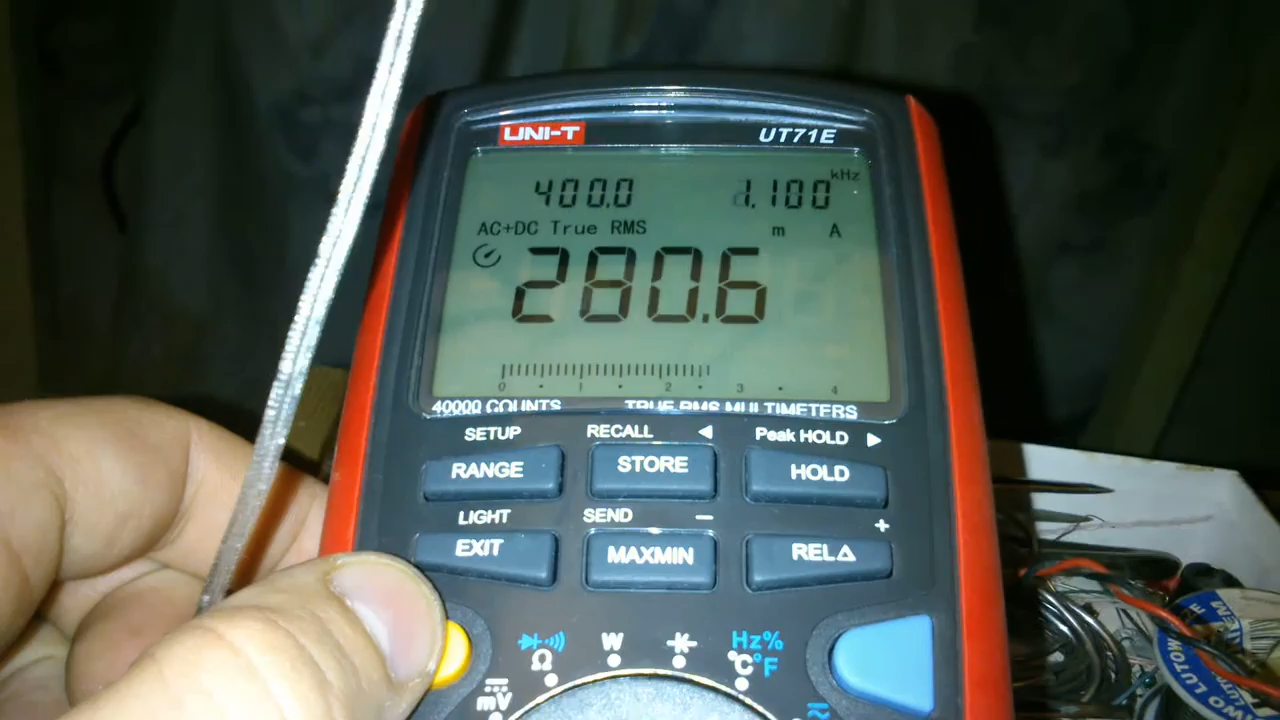 UNI-T UT71E
kHz
400.0 1.100
AC+DC True RMS m A
280.6
0 1 2 3 4
40000 COUNTS TRUE RMS MULTIMETERS
SETUP RECALL ◄ Peak HOLD ►
RANGE STORE HOLD
LIGHT SEND − +
EXIT MAXMIN REL△
W Hz%
Ω °C°F
mV